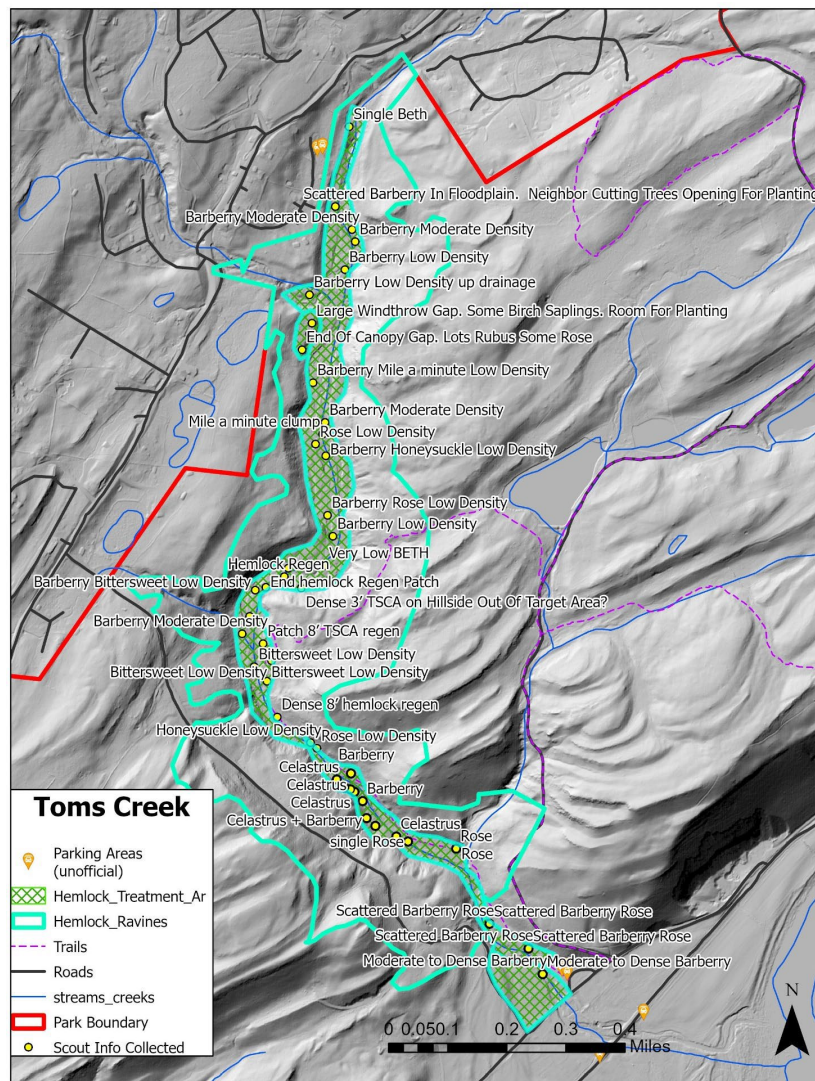 Single Beth
Scattered Barberry In Floodplain. Neighbor Cutting Trees Opening For Planting
Barberry Moderate Density
Barberry Moderate Density
Barberry Low Density
Barberry Low Density up drainage
Large Windthrow Gap. Some Birch Saplings. Room For Planting
End Of Canopy Gap. Lots Rubus Some Rose
Barberry Mile a minute Low Density
Barberry Moderate Density
Mile a minute clump
Rose Low Density
Barberry Honeysuckle Low Density
Barberry Rose Low Density
Barberry Low Density
Very Low BETH
Hemlock Regen
Barberry Bittersweet Low Density
End hemlock Regen Patch
Dense 3' TSCA on Hillside Out Of Target Area?
Barberry Moderate Density
Patch 8' TSCA regen
Bittersweet Low Density
Bittersweet Low Density
Bittersweet Low Density
Dense 8' hemlock regen
Honeysuckle Low Density
Rose Low Density
Barberry
Celastrus
Celastrus
Barberry
Celastrus
Celastrus + Barberry
Celastrus
single Rose
Rose
Rose
Scattered Barberry Rose
Scattered Barberry Rose
Scattered Barberry Rose
Scattered Barberry Rose
Moderate to Dense Barberry
Moderate to Dense Barberry
Toms Creek
Parking Areas
(unofficial)
Hemlock_Treatment_Ar
Hemlock_Ravines
Trails
Roads
streams_creeks
Park Boundary
Scout Info Collected
N
0 0.050.1 0.2 0.3 0.4
Miles